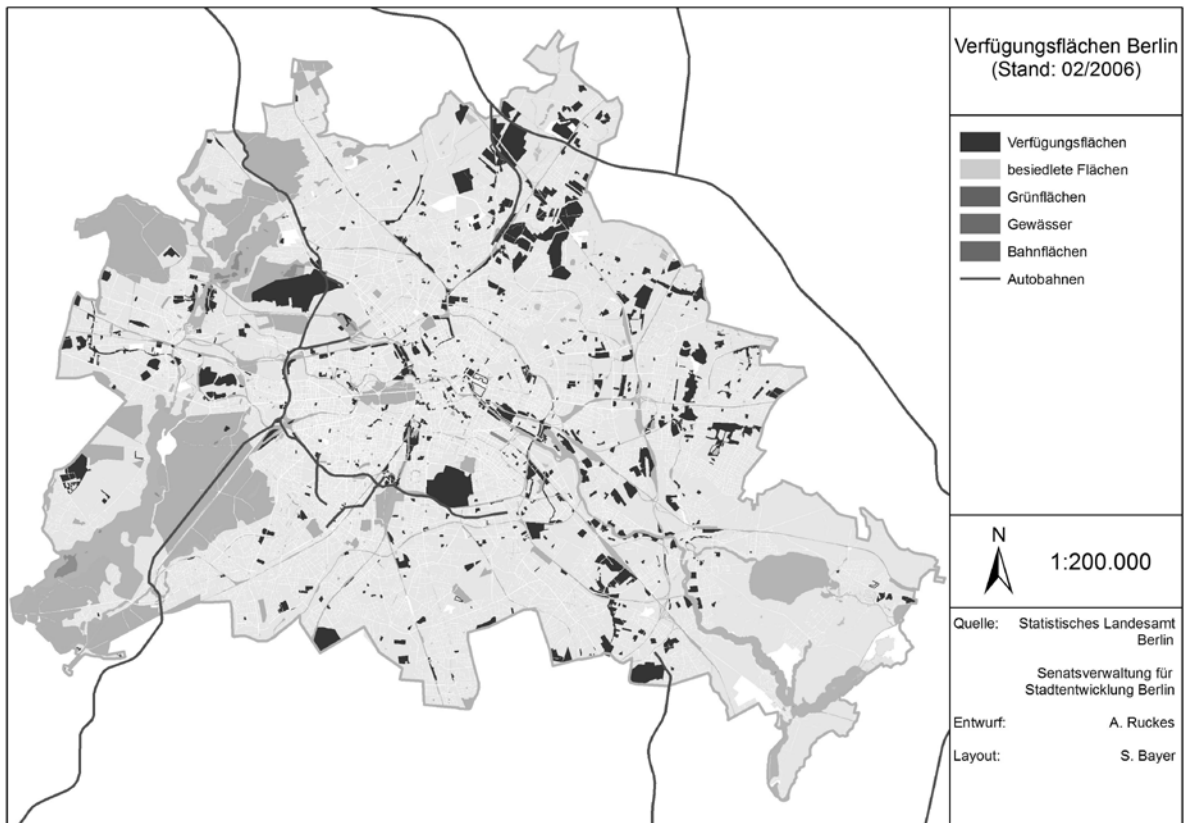 Verfügungsflächen Berlin
(Stand: 02/2006)
Verfügungsflächen
besiedlete Flächen
Grünflächen
Gewässer
Bahnflächen
Autobahnen
N
1:200.000
Quelle: Statistisches Landesamt
Berlin
Senatsverwaltung für
Stadtentwicklung Berlin
Entwurf: A. Ruckes
Layout: S. Bayer